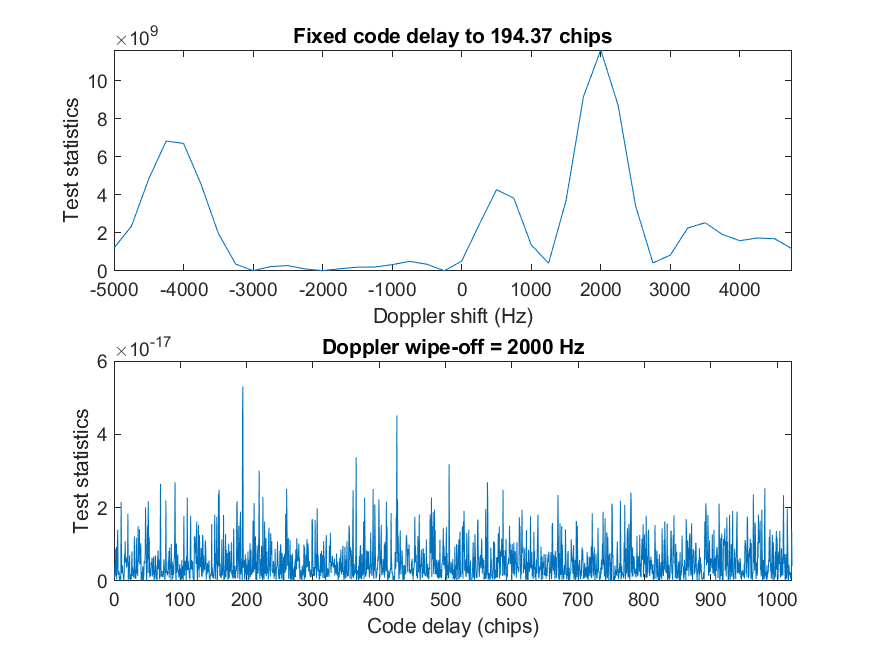 Fixed code delay to 194.37 chips
×10^9
10
8
6
4
2
0
Test statistics
-5000 -4000 -3000 -2000 -1000 0 1000 2000 3000 4000
Doppler shift (Hz)
Doppler wipe-off = 2000 Hz
×10^-17
6
4
2
0
Test statistics
0 100 200 300 400 500 600 700 800 900 1000
Code delay (chips)